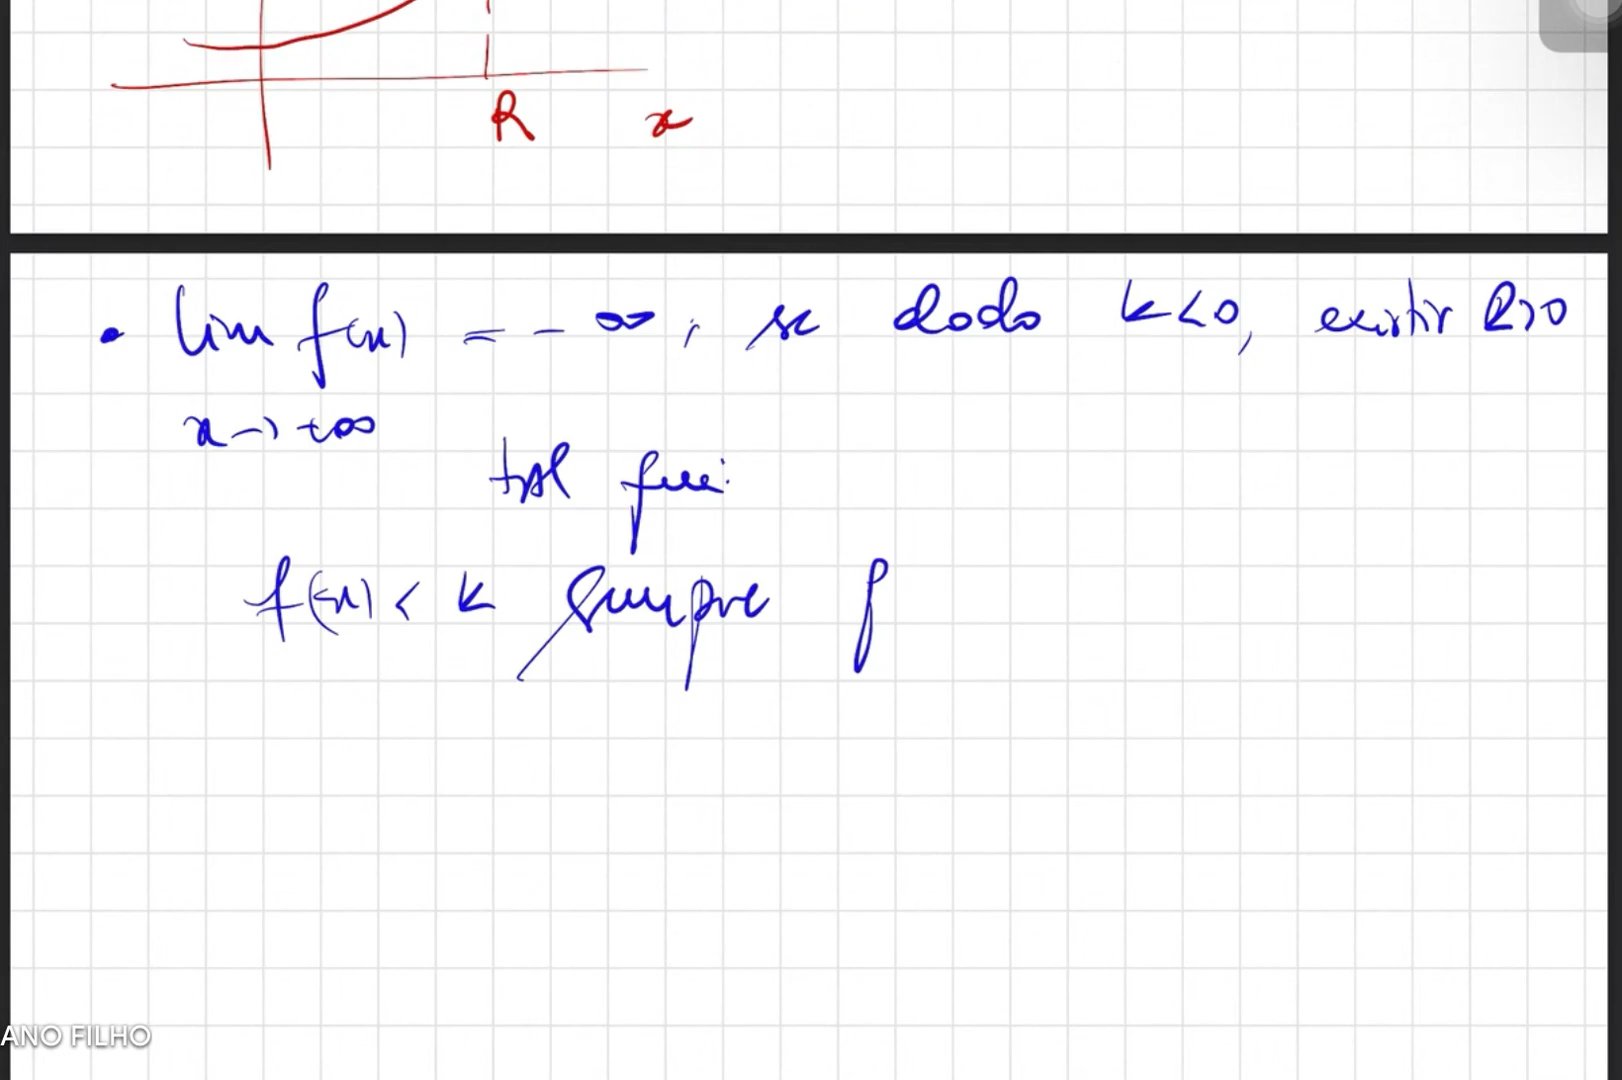 R x
• lim f(x) = -∞, se dado k<0, existir R>0
x→+∞
tal que:
f(x) < k sempre q
ANO FILHO